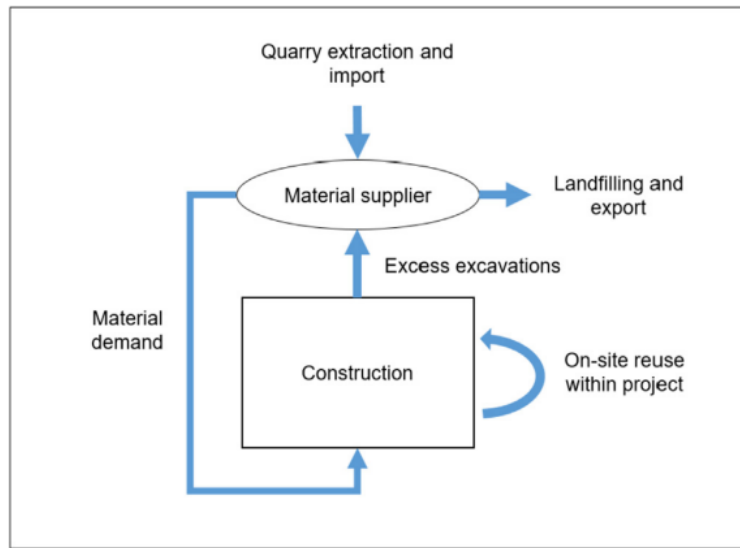 Quarry extraction and
import
Material supplier
Landfilling and
export
Excess excavations
Material
demand
Construction
On-site reuse
within project